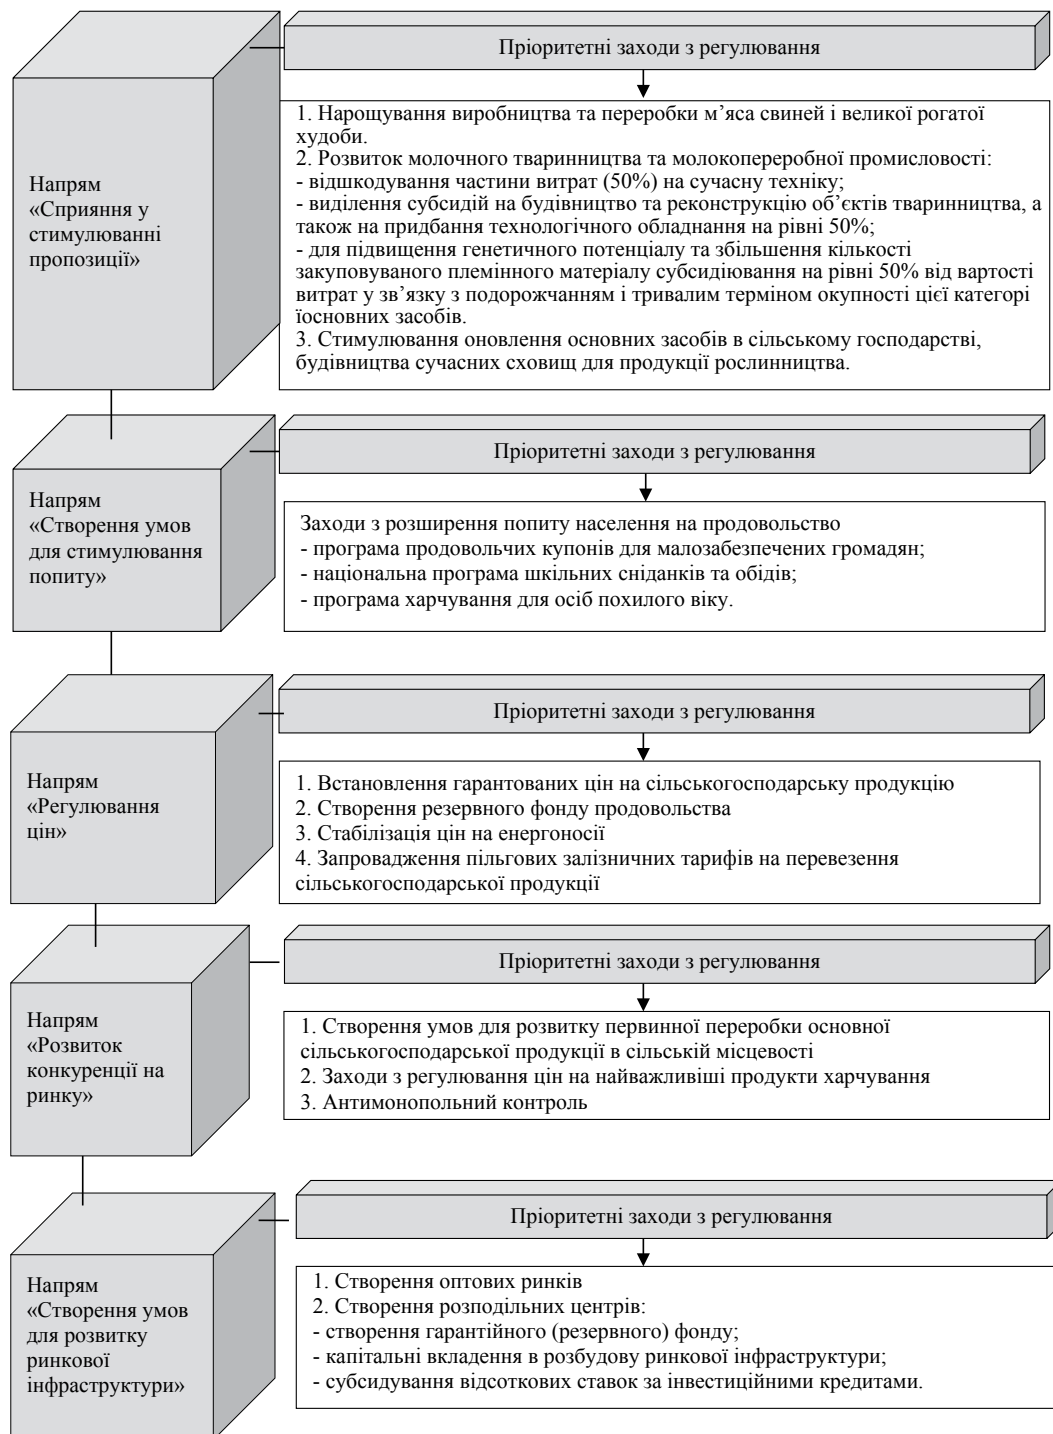 Пріоритетні заходи з регулювання
Напрям
«Сприяння у
стимулюванні
пропозиції»
1. Нарощування виробництва та переробки м’яса свиней і великої рогатої
худоби.
2. Розвиток молочного тваринництва та молокопереробної промисловості:
- відшкодування частини витрат (50%) на сучасну техніку;
- виділення субсидій на будівництво та реконструкцію об’єктів тваринництва, а
також на придбання технологічного обладнання на рівні 50%;
- для підвищення генетичного потенціалу та збільшення кількості
закуповуваного племінного матеріалу субсидіювання на рівні 50% від вартості
витрат у зв’язку з подорожчанням і тривалим терміном окупності цієї категорі
їосновних засобів.
3. Стимулювання оновлення основних засобів в сільському господарстві,
будівництва сучасних сховищ для продукції рослинництва.
Пріоритетні заходи з регулювання
Напрям
«Створення умов
для стимулювання
попиту»
Заходи з розширення попиту населення на продовольство
- програма продовольчих купонів для малозабезпечених громадян;
- національна програма шкільних сніданків та обідів;
- програма харчування для осіб похилого віку.
Пріоритетні заходи з регулювання
Напрям
«Регулювання
цін»
1. Встановлення гарантованих цін на сільськогосподарську продукцію
2. Створення резервного фонду продовольства
3. Стабілізація цін на енергоносії
4. Запровадження пільгових залізничних тарифів на перевезення
сільськогосподарської продукції
Пріоритетні заходи з регулювання
Напрям
«Розвиток
конкуренції на
ринку»
1. Створення умов для розвитку первинної переробки основної
сільськогосподарської продукції в сільській місцевості
2. Заходи з регулювання цін на найважливіші продукти харчування
3. Антимонопольний контроль
Пріоритетні заходи з регулювання
Напрям
«Створення умов
для розвитку
ринкової
інфраструктури»
1. Створення оптових ринків
2. Створення розподільних центрів:
- створення гарантійного (резервного) фонду;
- капітальні вкладення в розбудову ринкової інфраструктури;
- субсидування відсоткових ставок за інвестиційними кредитами.